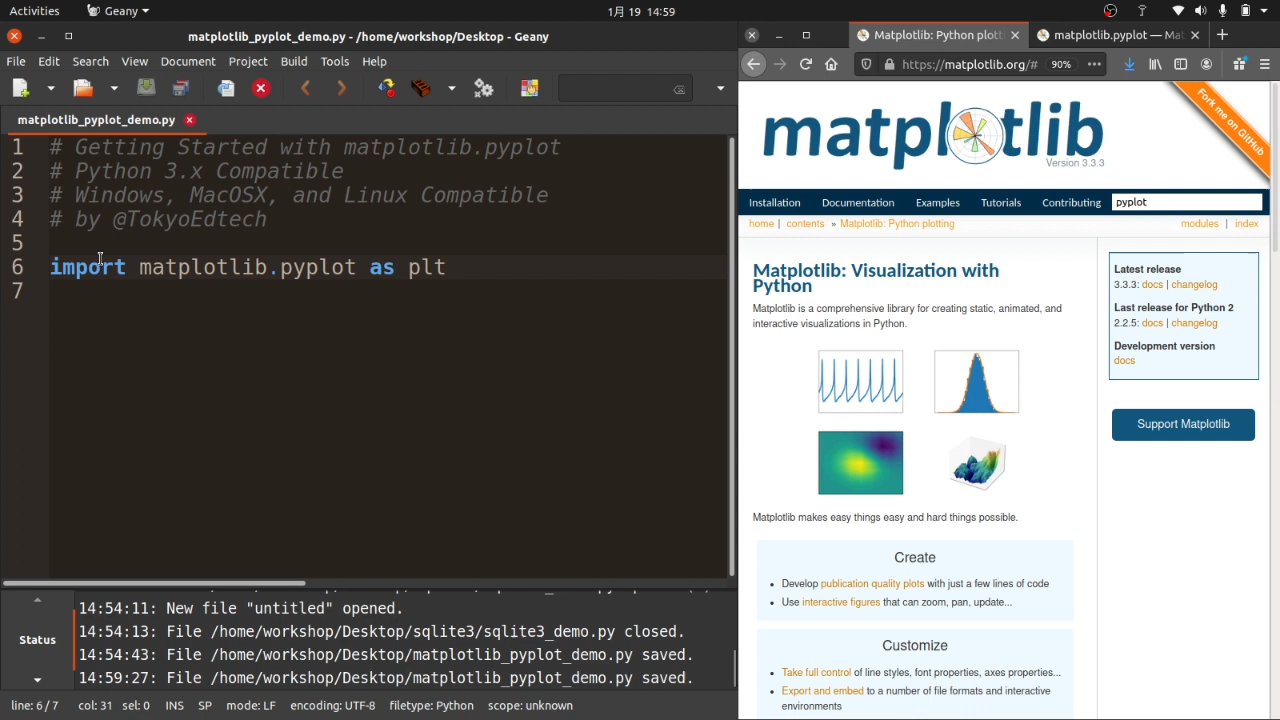 Activities Geany 1月 19 14:59
matplotlib_pyplot_demo.py - /home/workshop/Desktop - Geany
File Edit Search View Document Project Build Tools Help
matplotlib_pyplot_demo.py
1 # Getting Started with matplotlib.pyplot
2 # Python 3.x Compatible
3 # Windows, MacOSX, and Linux Compatible
4 # by @TokyoEdtech
5
6 import matplotlib.pyplot as plt
7
Status
14:54:11: New file "untitled" opened.
14:54:13: File /home/workshop/Desktop/sqlite3/sqlite3_demo.py closed.
14:54:43: File /home/workshop/Desktop/matplotlib_pyplot_demo.py saved.
14:59:27: File /home/workshop/Desktop/matplotlib_pyplot_demo.py saved.
line: 6 / 7 col: 31 sel: 0 INS SP mode: LF encoding: UTF-8 filetype: Python scope: unknown
Matplotlib: Python plott matplotlib.pyplot — Mat
https://matplotlib.org/# 90%
matplotlib
Version 3.3.3
Fork me on GitHub
Installation Documentation Examples Tutorials Contributing pyplot
home | contents » Matplotlib: Python plotting modules | index
Matplotlib: Visualization with
Python
Matplotlib is a comprehensive library for creating static, animated, and
interactive visualizations in Python.
Matplotlib makes easy things easy and hard things possible.
Create
• Develop publication quality plots with just a few lines of code
• Use interactive figures that can zoom, pan, update...
Customize
• Take full control of line styles, font properties, axes properties...
• Export and embed to a number of file formats and interactive
environments
Latest release
3.3.3: docs | changelog
Last release for Python 2
2.2.5: docs | changelog
Development version
docs
Support Matplotlib